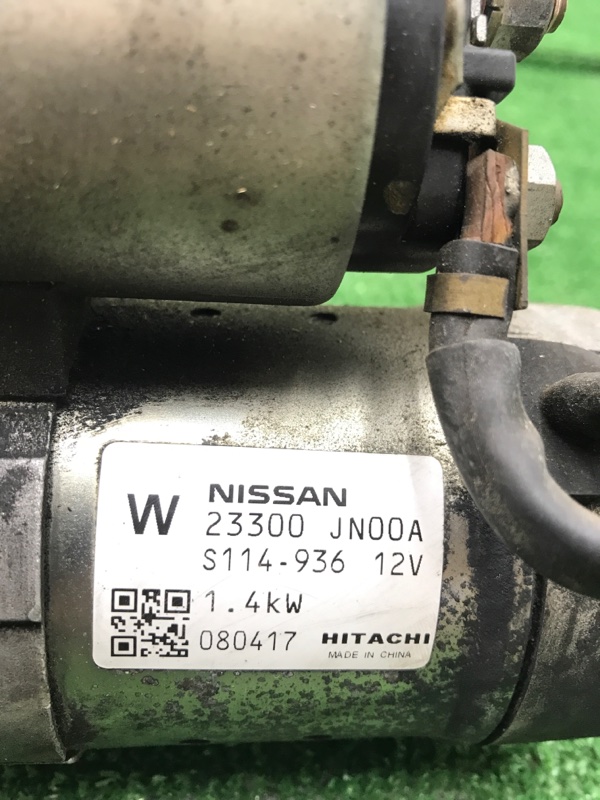 W NISSAN
23300 JN00A
S114-936 12V
1.4kW
080417 HITACHI
MADE IN CHINA